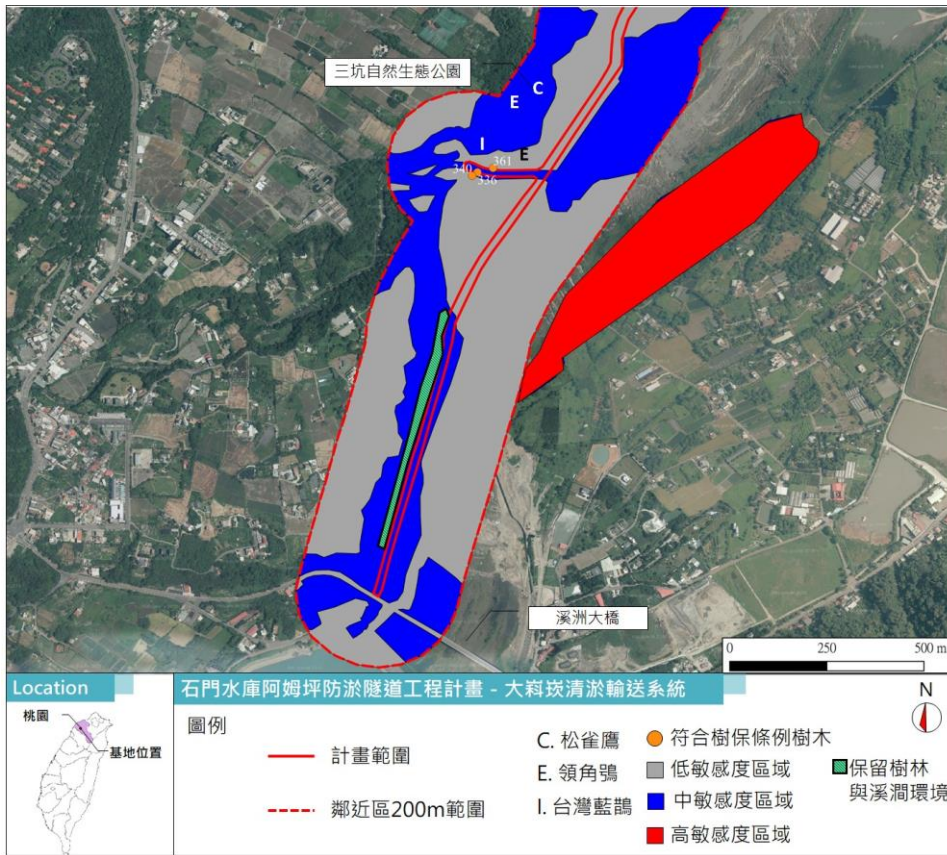 三坑自然生態公園
C
E
I
E
361
340
336
溪洲大橋
0 250 500 m
Location
桃園
基地位置
石門水庫阿姆坪防淤隧道工程計畫 - 大嵙崁清淤輸送系統
N
圖例
計畫範圍
鄰近區200m範圍
C. 松雀鷹
E. 領角鴞
I. 台灣藍鵲
符合樹保條例樹木
低敏感度區域
中敏感度區域
高敏感度區域
保留樹林
與溪澗環境